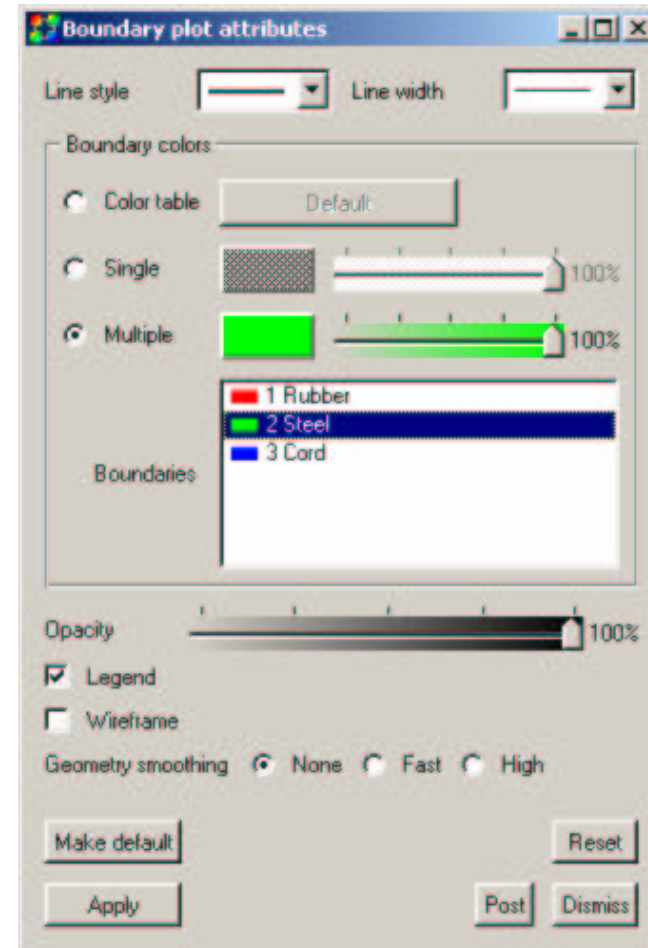 Boundary plot attributes
Line style Line width
Boundary colors
Color table Default
Single 100%
Multiple 100%
1 Rubber
2 Steel
3 Cord
Boundaries
Opacity 100%
Legend
Wireframe
Geometry smoothing None Fast High
Make default Reset
Apply Post Dismiss